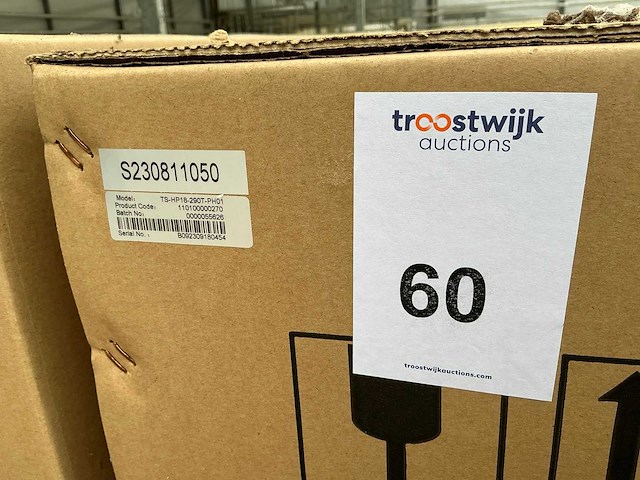 S230811050
Model: TS-HP18-290T-PH01
Product Code: 110100000270
Batch No.: 0000055626
Serial No.: B092309180454
troostwijk
auctions
60
troostwijkauctions.com